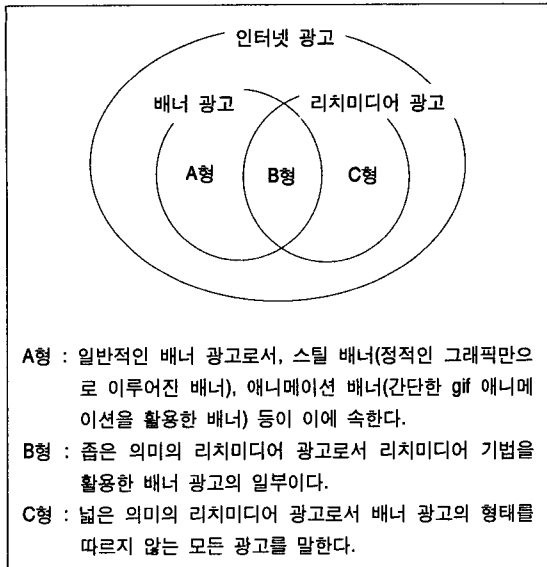 인터넷 광고
배너 광고 리치미디어 광고
A형 B형 C형
A형 : 일반적인 배너 광고로서, 스틸 배너(정적인 그래픽만으
로 이루어진 배너), 애니메이션 배너(간단한 gif 애니메
이션을 활용한 배너) 등이 이에 속한다.
B형 : 좁은 의미의 리치미디어 광고로서 리치미디어 기법을
활용한 배너 광고의 일부이다.
C형 : 넓은 의미의 리치미디어 광고로서 배너 광고의 형태를
따르지 않는 모든 광고를 말한다.